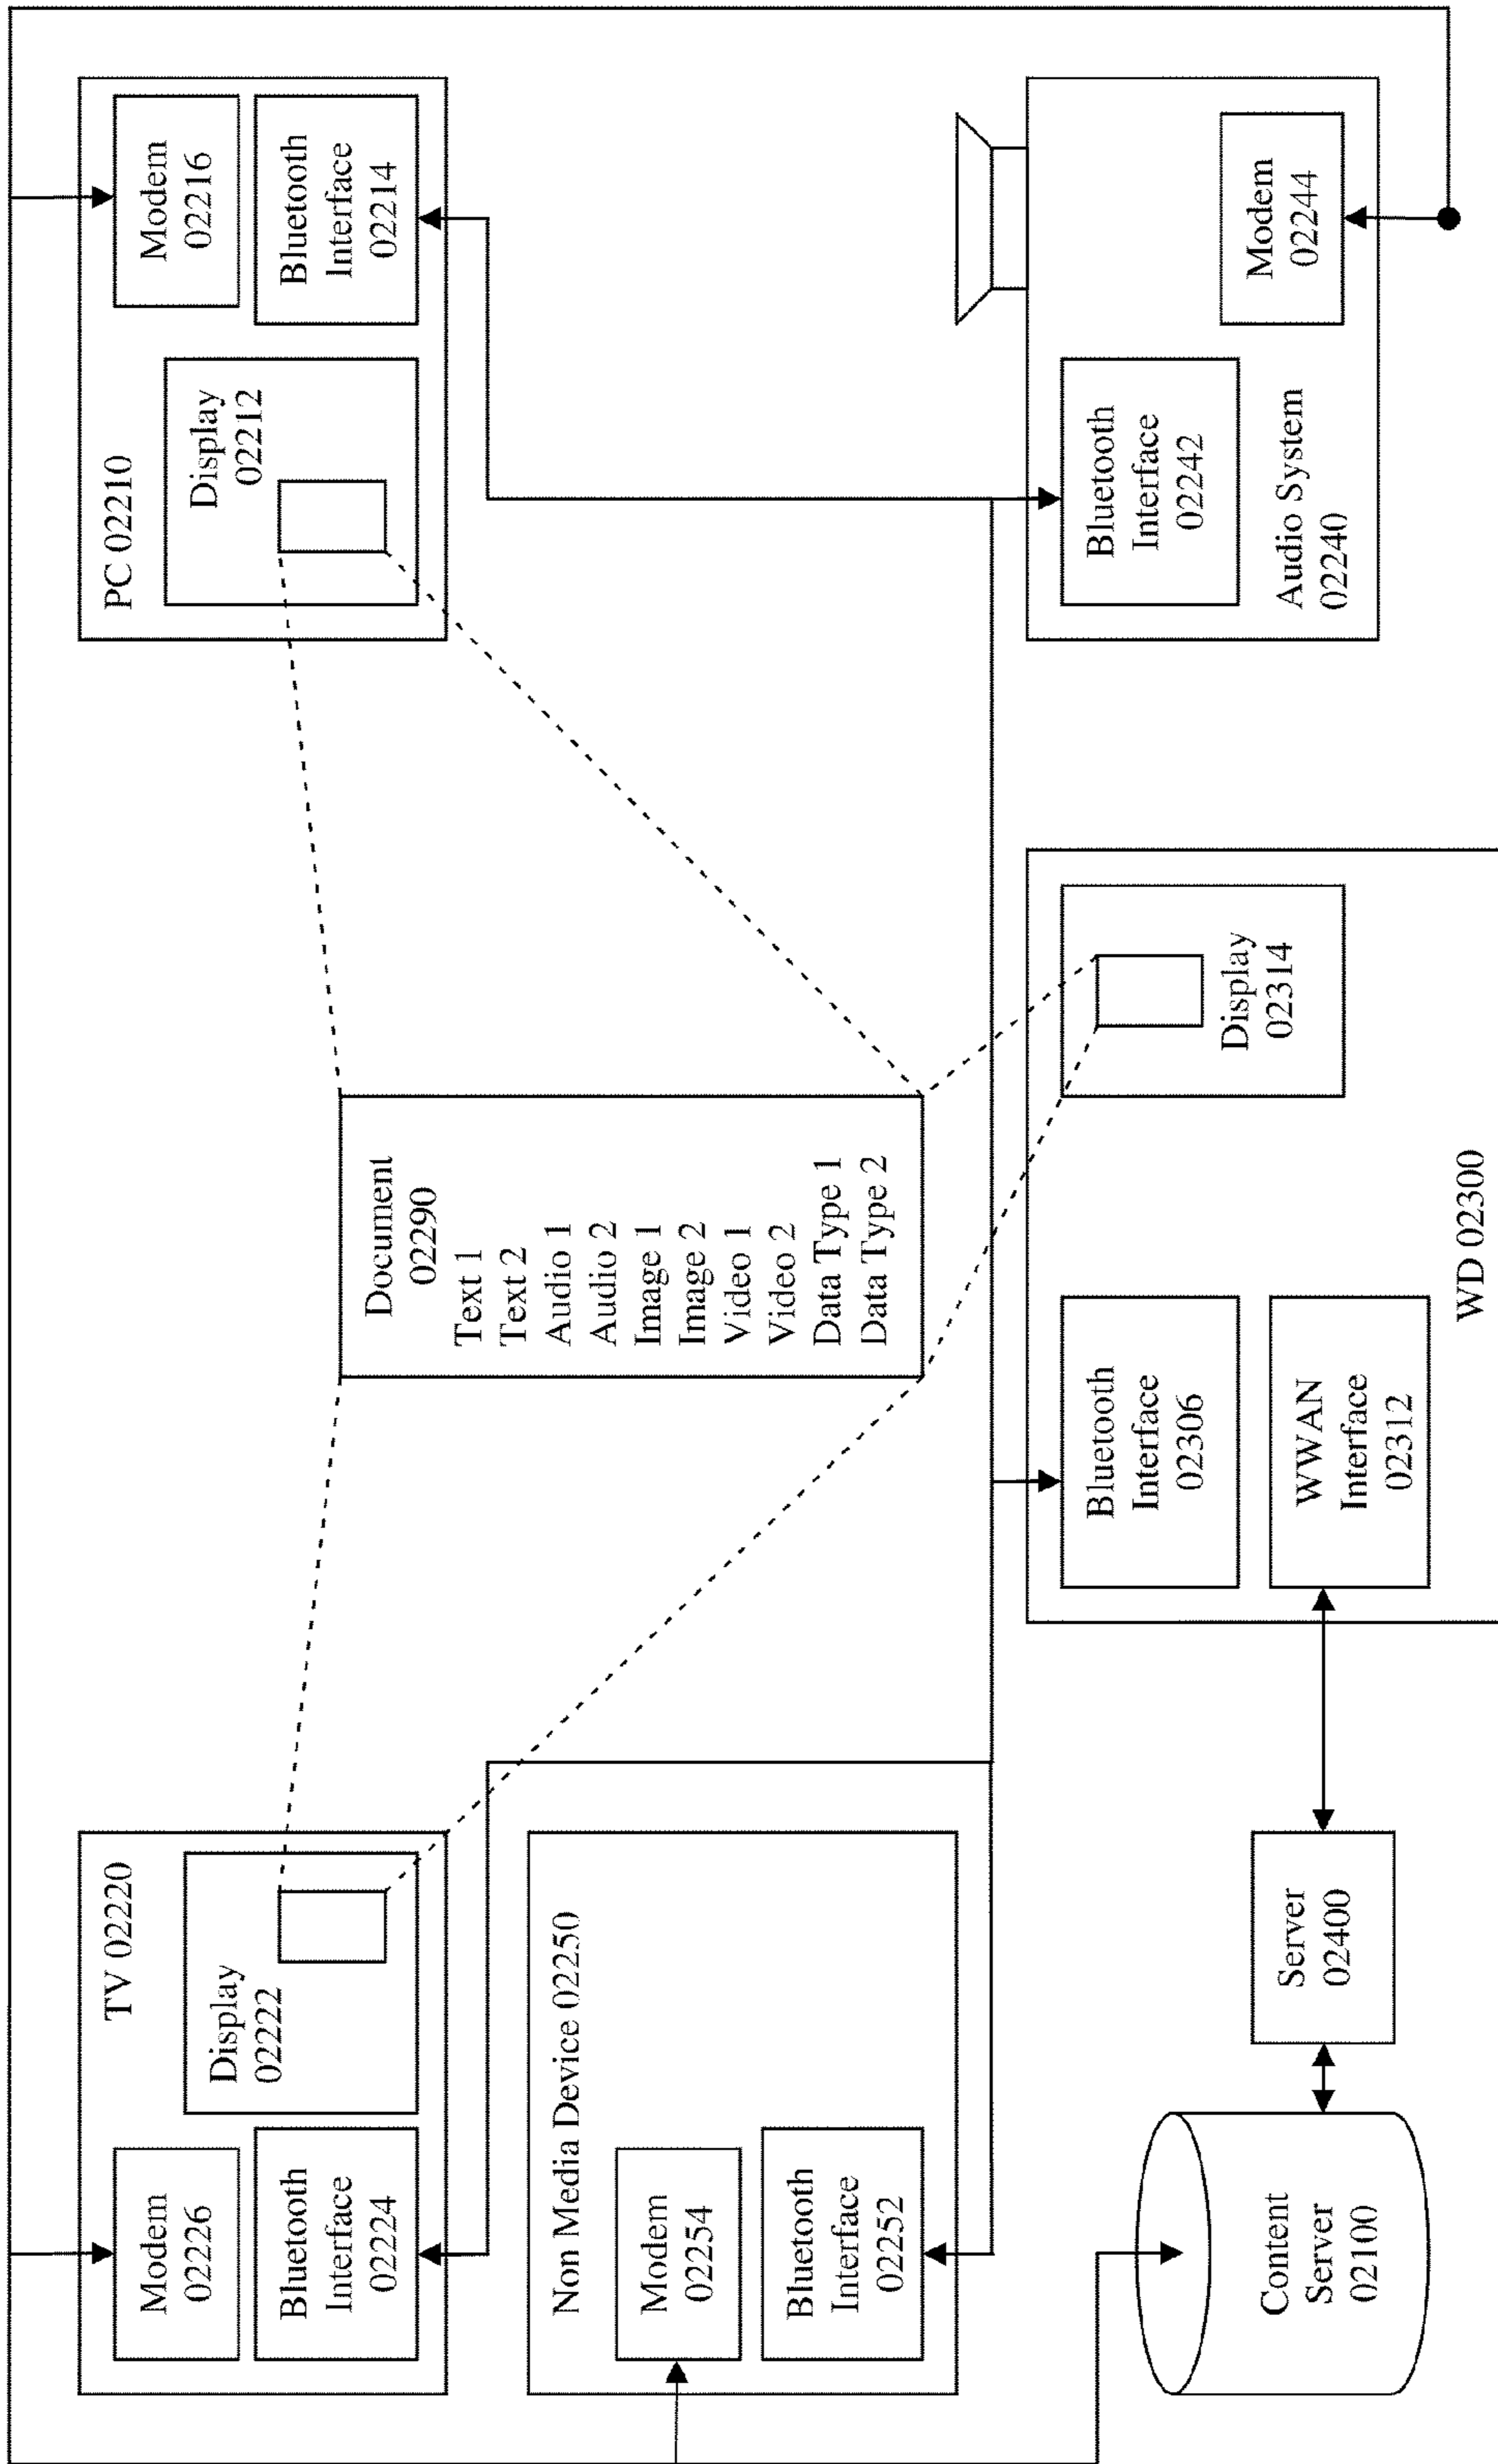 TV 02220
Modem
02226
Display
02222
Bluetooth
Interface
02224
PC 02210
Modem
02216
Display
02212
Bluetooth
Interface
02214
Document
02290
Text 1
Text 2
Audio 1
Audio 2
Image 1
Image 2
Video 1
Video 2
Data Type 1
Data Type 2
Non Media Device 02250
Modem
02254
Bluetooth
Interface
02252
Content
Server
02100
Server
02400
Bluetooth
Interface
02306
WWAN
Interface
02312
Display
02314
WD 02300
Bluetooth
Interface
02242
Modem
02244
Audio System
02240